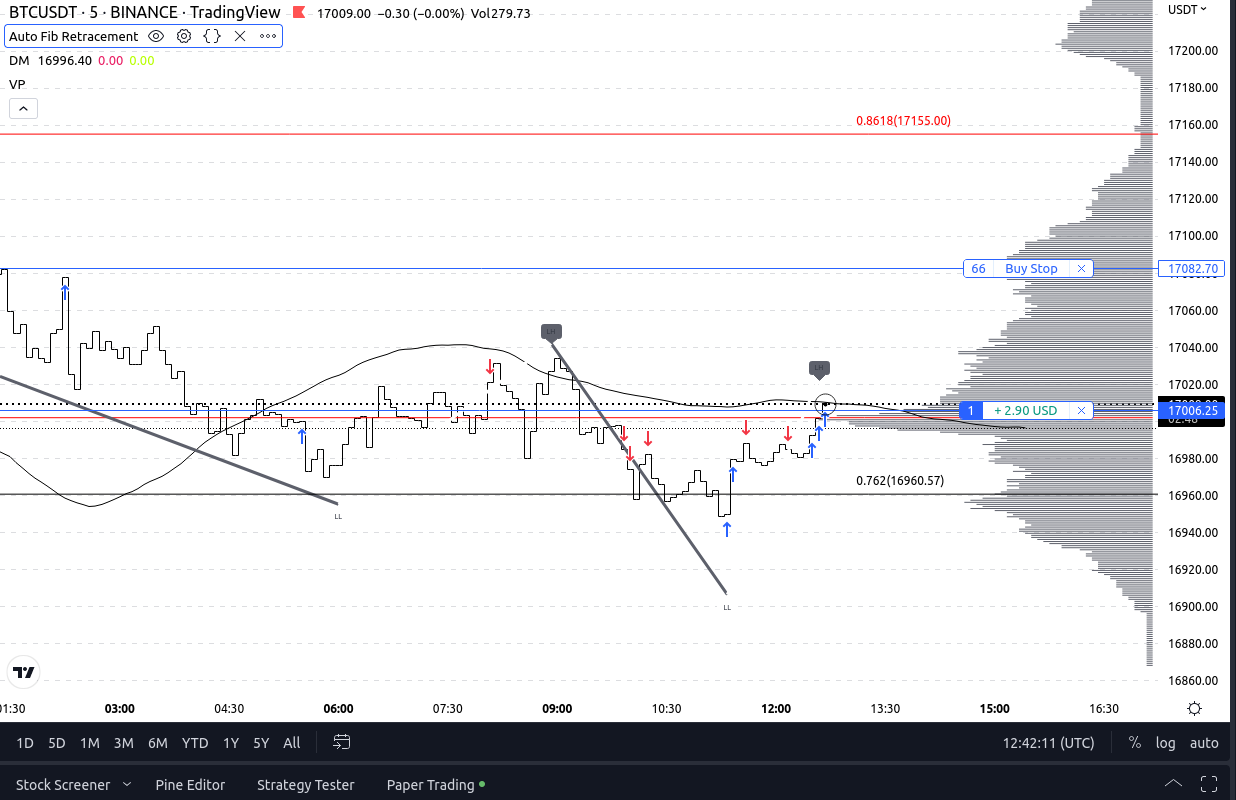 BTCUSDT · 5 · BINANCE · TradingView 17009.00 −0.30 (−0.00%) Vol279.73
USDT
Auto Fib Retracement
DM 16996.40 0.00 0.00
VP
17200.00
17180.00
17160.00
0.8618(17155.00)
17140.00
17120.00
17100.00
66 Buy Stop 17082.70
17060.00
LH
17040.00
LH
17020.00
1 + 2.90 USD 17006.25
16980.00
0.762(16960.57)
16960.00
LL
16940.00
16920.00
LL
16900.00
16880.00
16860.00
03:00 04:30 06:00 07:30 09:00 10:30 12:00 13:30 15:00 16:30
1D 5D 1M 3M 6M YTD 1Y 5Y All 12:42:11 (UTC) % log auto
Stock Screener Pine Editor Strategy Tester Paper Trading